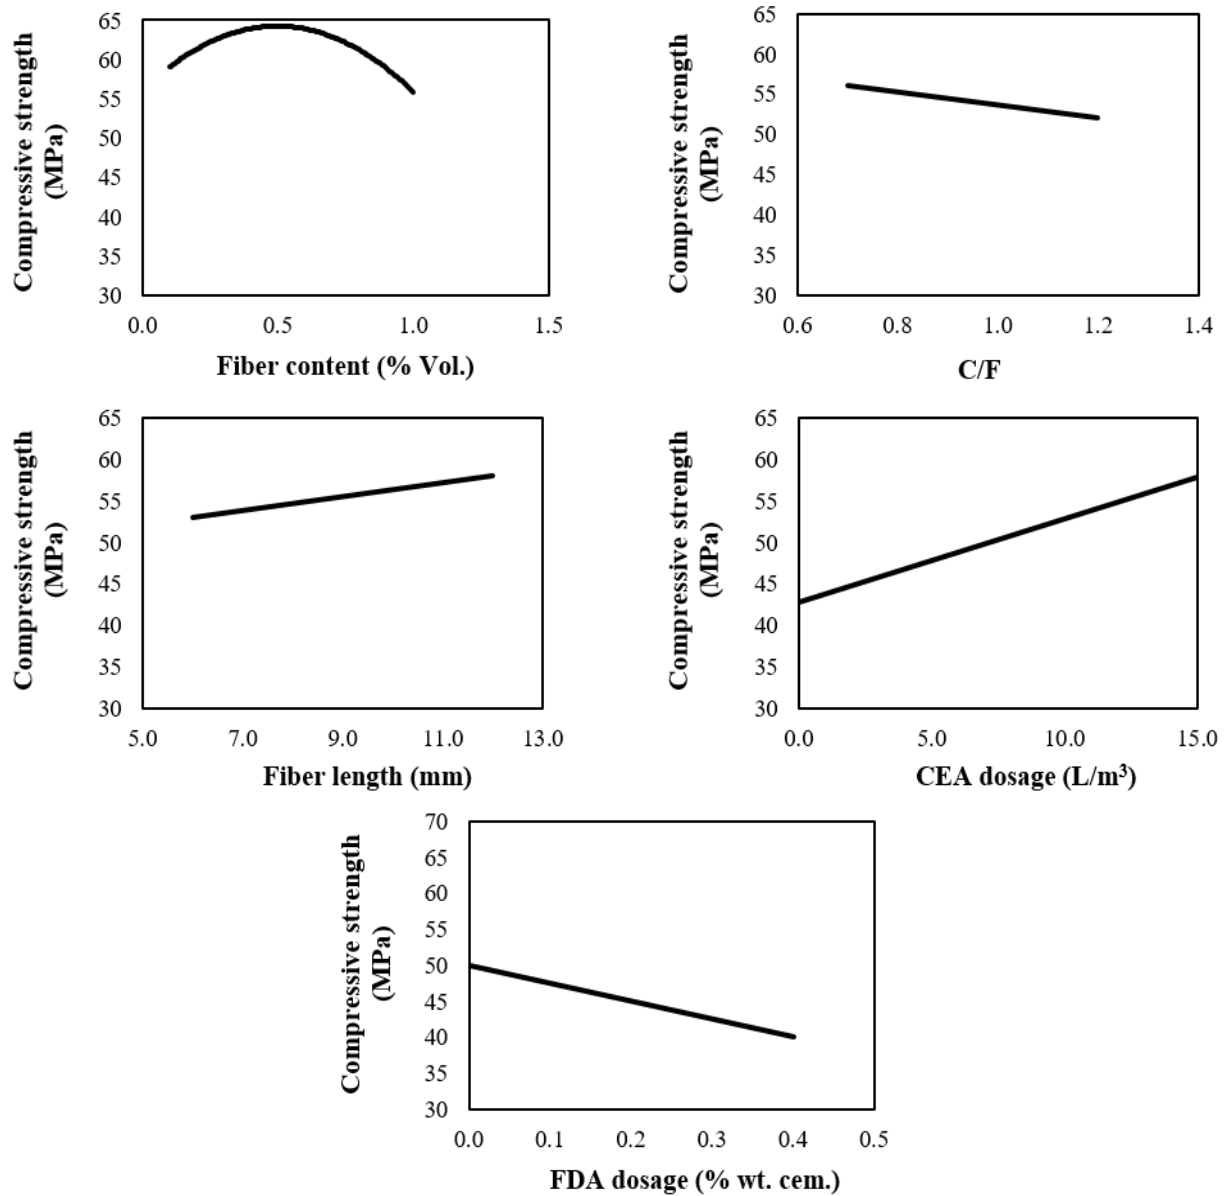 Compressive strength
(MPa)
65
60
55
50
45
40
35
30
0.0 0.5 1.0 1.5
Fiber content (% Vol.)
Compressive strength
(MPa)
65
60
55
50
45
40
35
30
0.6 0.8 1.0 1.2 1.4
C/F
Compressive strength
(MPa)
65
60
55
50
45
40
35
30
5.0 7.0 9.0 11.0 13.0
Fiber length (mm)
Compressive strength
(MPa)
65
60
55
50
45
40
35
30
0.0 5.0 10.0 15.0
CEA dosage (L/m³)
Compressive strength
(MPa)
70
65
60
55
50
45
40
35
30
0.0 0.1 0.2 0.3 0.4 0.5
FDA dosage (% wt. cem.)